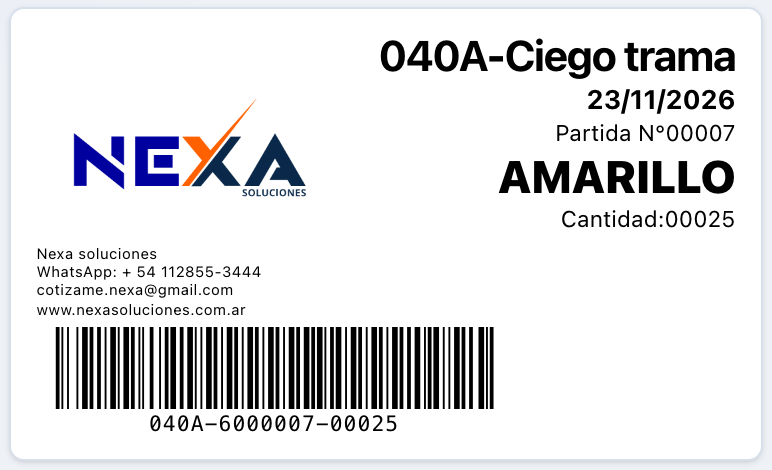 040A-Ciego trama
23/11/2026
Partida N°00007
AMARILLO
Cantidad:00025
NEXA
SOLUCIONES
Nexa soluciones
WhatsApp: + 54 112855-3444
cotizame.nexa@gmail.com
www.nexasoluciones.com.ar
040A-6000007-00025